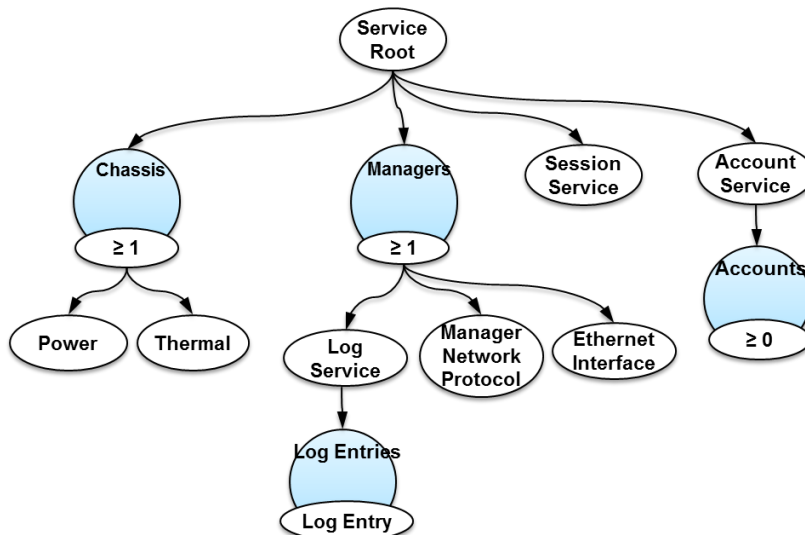 Service
Root
Chassis
Managers
Session
Service
Account
Service
≥ 1
≥ 1
Accounts
≥ 0
Power
Thermal
Log
Service
Manager
Network
Protocol
Ethernet
Interface
Log Entries
Log Entry